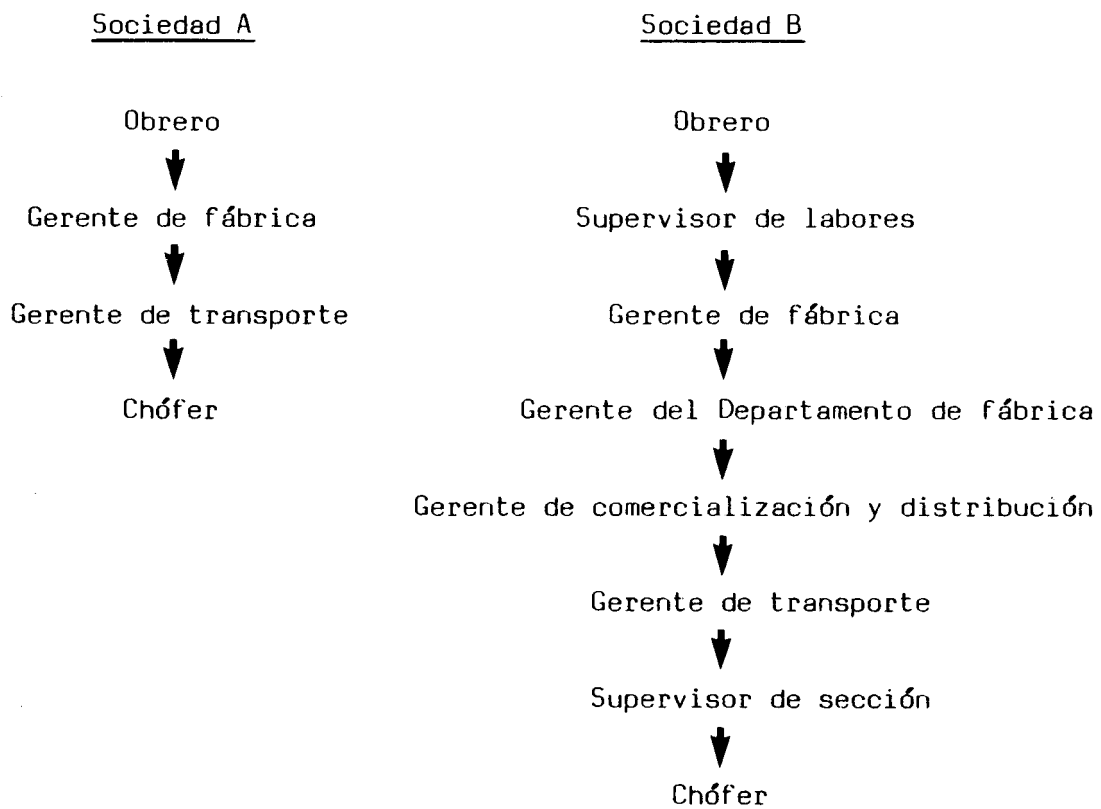 Sociedad A
Obrero
Gerente de fábrica
Gerente de transporte
Chófer
Sociedad B
Obrero
Supervisor de labores
Gerente de fábrica
Gerente del Departamento de fábrica
Gerente de comercialización y distribución
Gerente de transporte
Supervisor de sección
Chófer